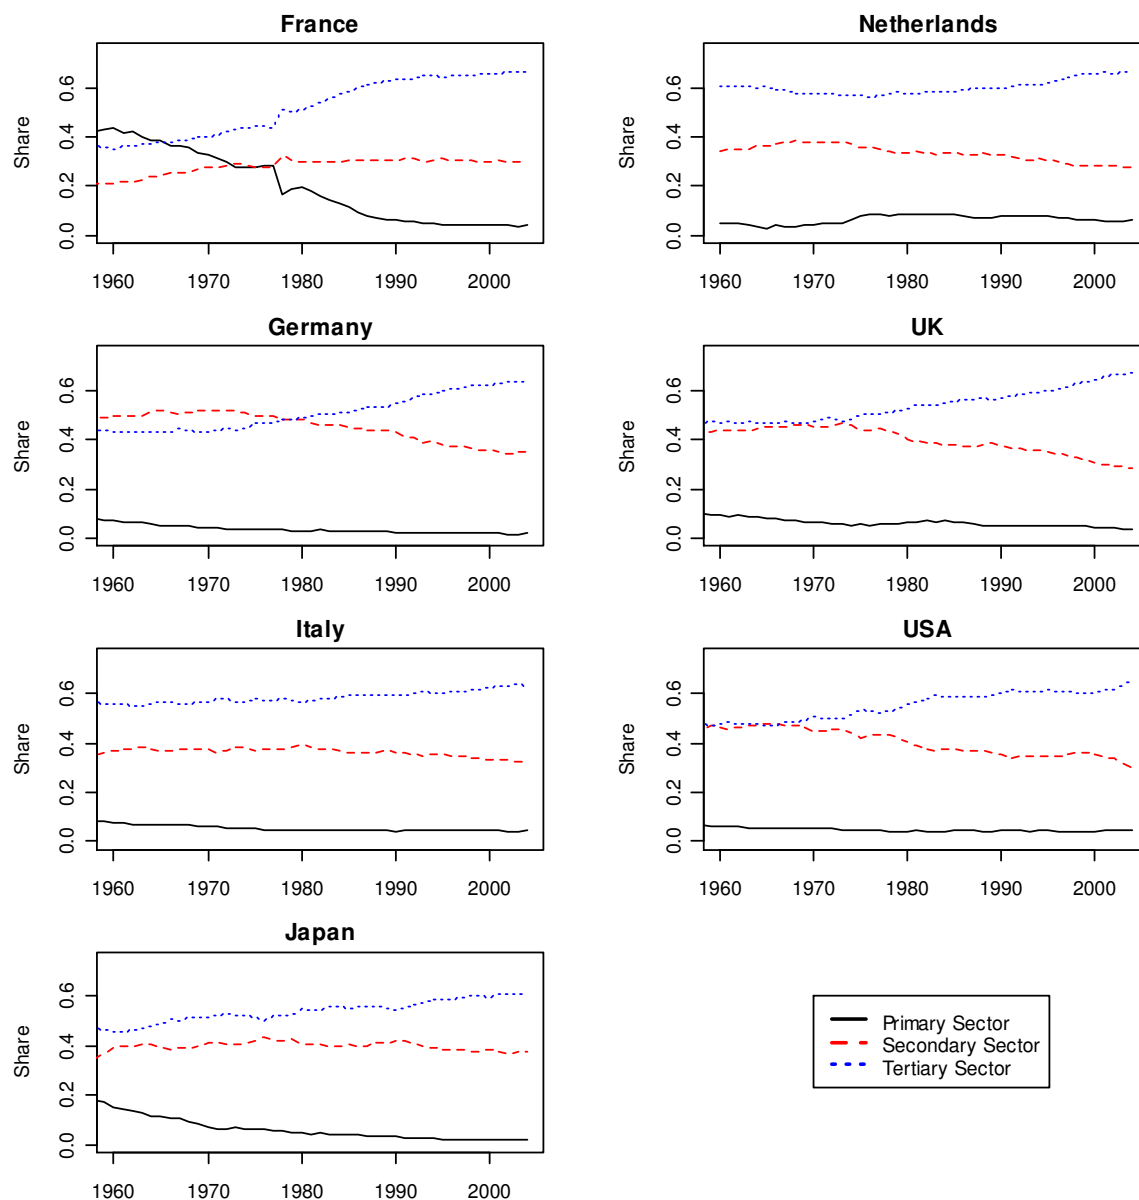 France
Share
0.0 0.2 0.4 0.6
1960 1970 1980 1990 2000
Netherlands
Share
0.0 0.2 0.4 0.6
1960 1970 1980 1990 2000
Germany
Share
0.0 0.2 0.4 0.6
1960 1970 1980 1990 2000
UK
Share
0.0 0.2 0.4 0.6
1960 1970 1980 1990 2000
Italy
Share
0.0 0.2 0.4 0.6
1960 1970 1980 1990 2000
USA
Share
0.0 0.2 0.4 0.6
1960 1970 1980 1990 2000
Japan
Share
0.0 0.2 0.4 0.6
1960 1970 1980 1990 2000
Primary Sector
Secondary Sector
Tertiary Sector